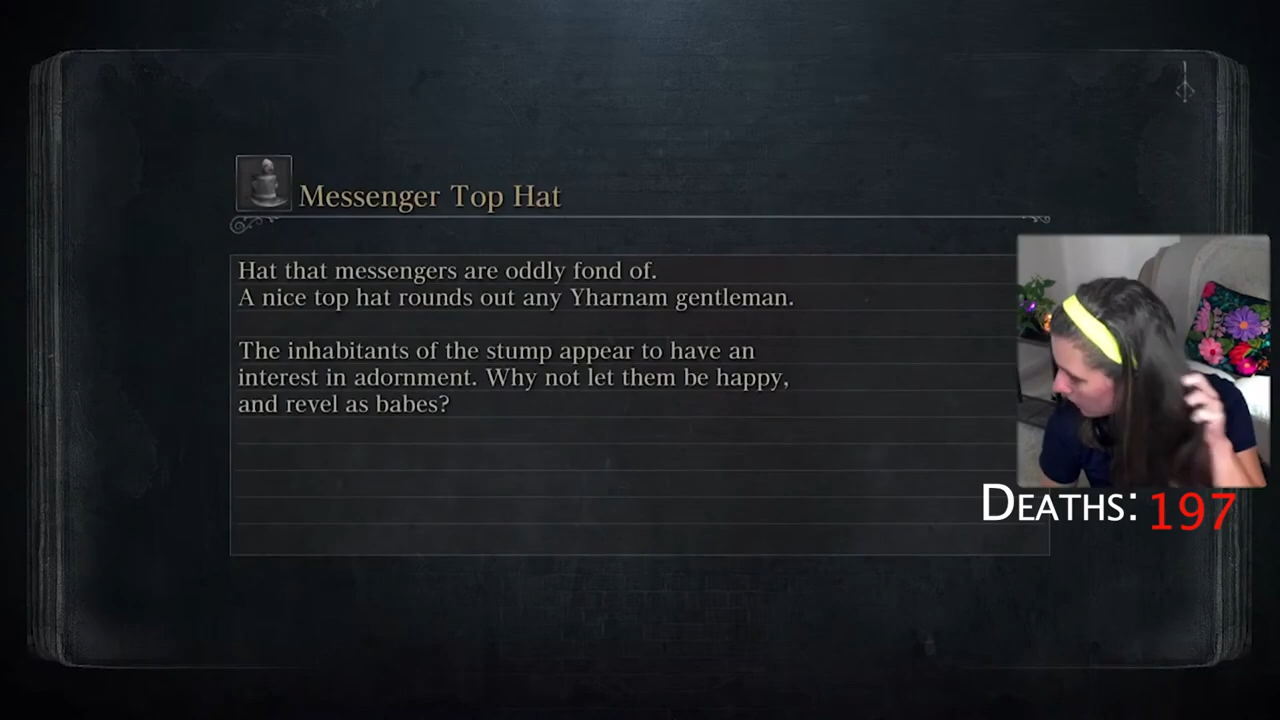 Messenger Top Hat
Hat that messengers are oddly fond of.
A nice top hat rounds out any Yharnam gentleman.
The inhabitants of the stump appear to have an
interest in adornment. Why not let them be happy,
and revel as babes?
DEATHS: 197